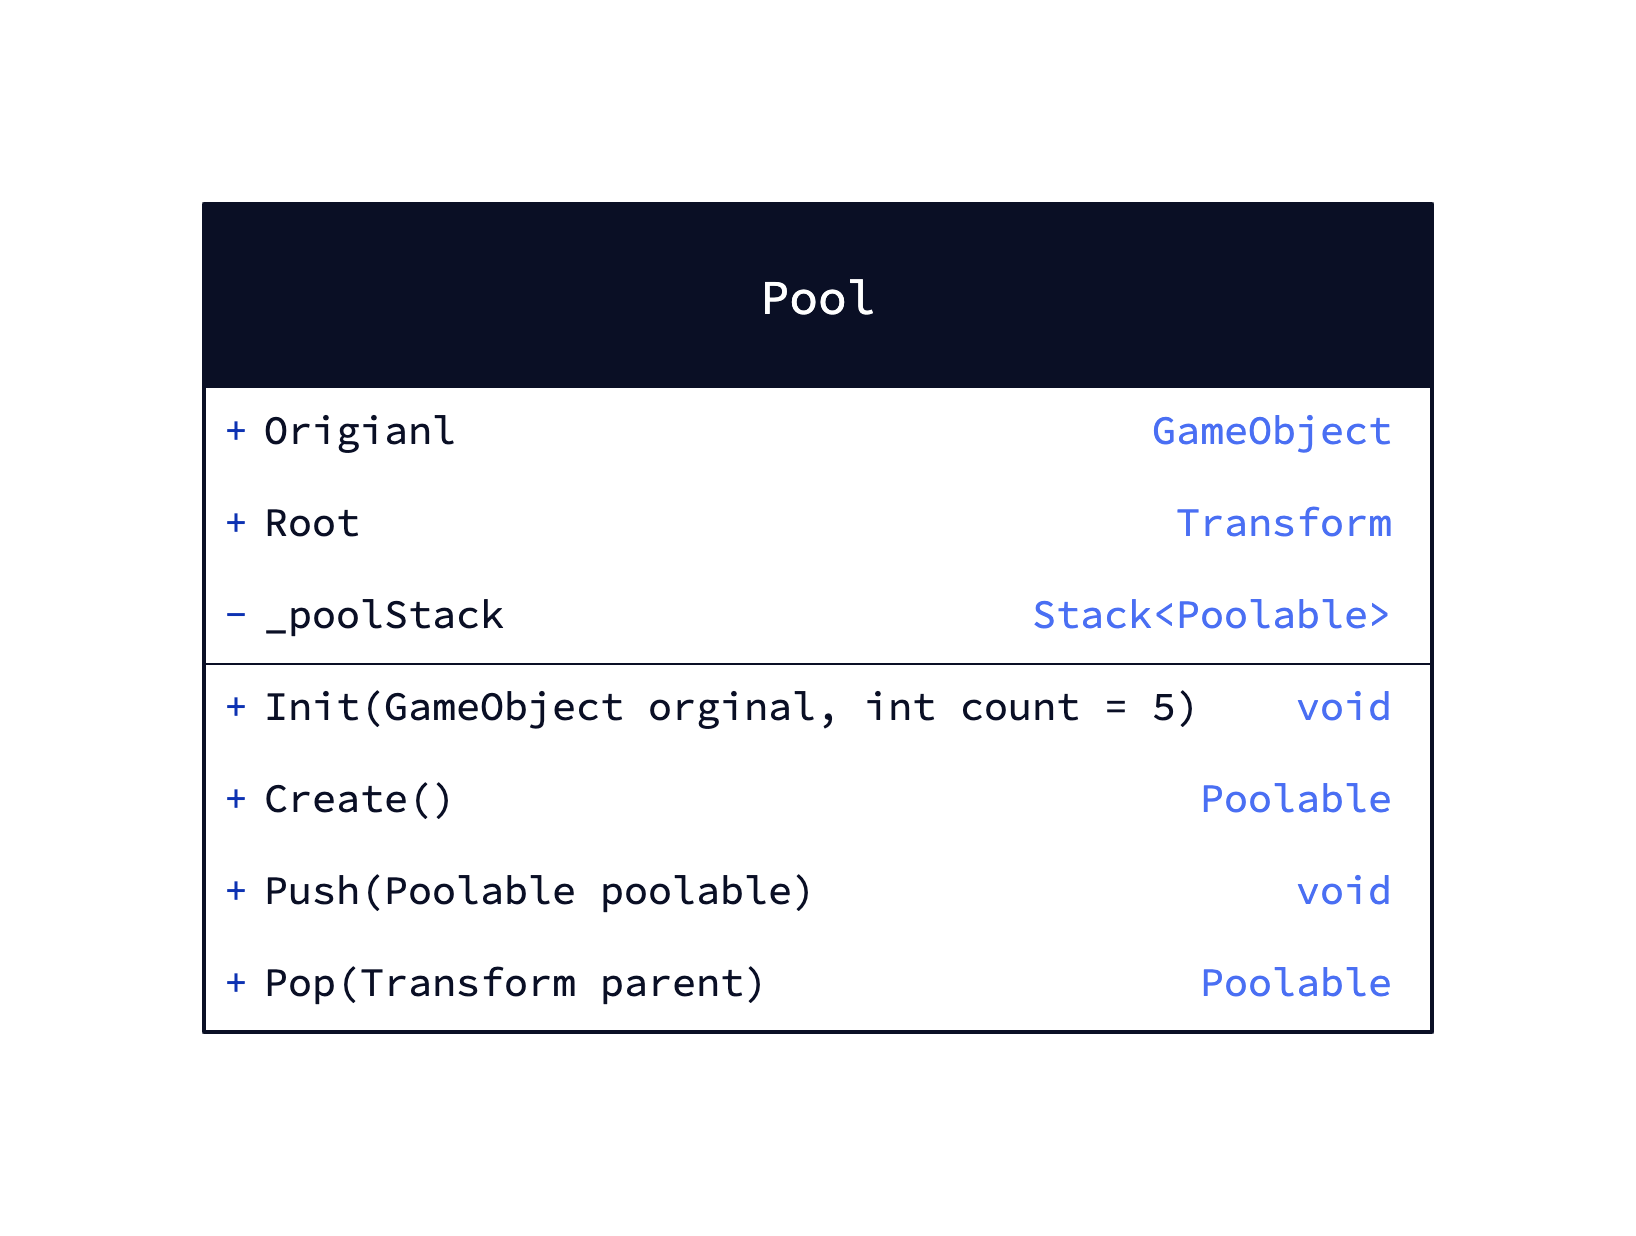 Pool
+ Origianl GameObject
+ Root Transform
- _poolStack Stack<Poolable>
+ Init(GameObject orginal, int count = 5) void
+ Create() Poolable
+ Push(Poolable poolable) void
+ Pop(Transform parent) Poolable